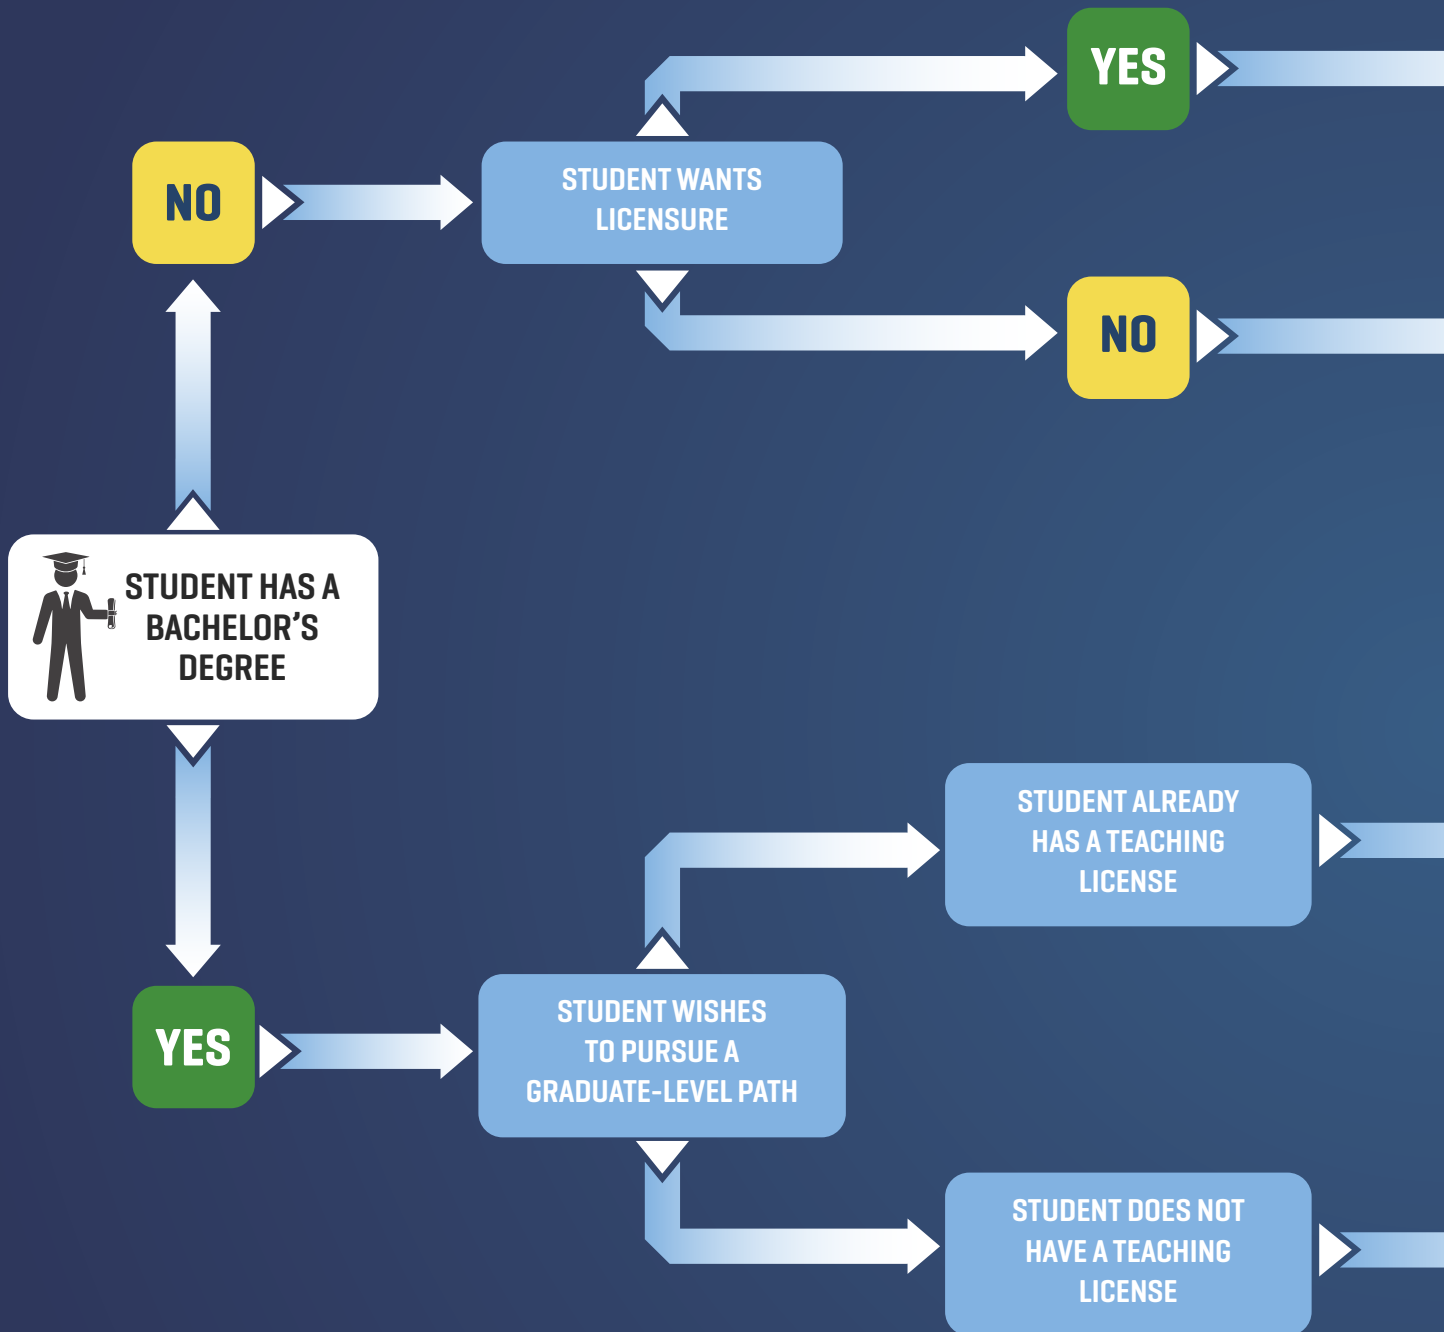 YES
NO
STUDENT WANTS
LICENSURE
NO
STUDENT HAS A
BACHELOR'S
DEGREE
STUDENT ALREADY
HAS A TEACHING
LICENSE
YES
STUDENT WISHES
TO PURSUE A
GRADUATE-LEVEL PATH
STUDENT DOES NOT
HAVE A TEACHING
LICENSE